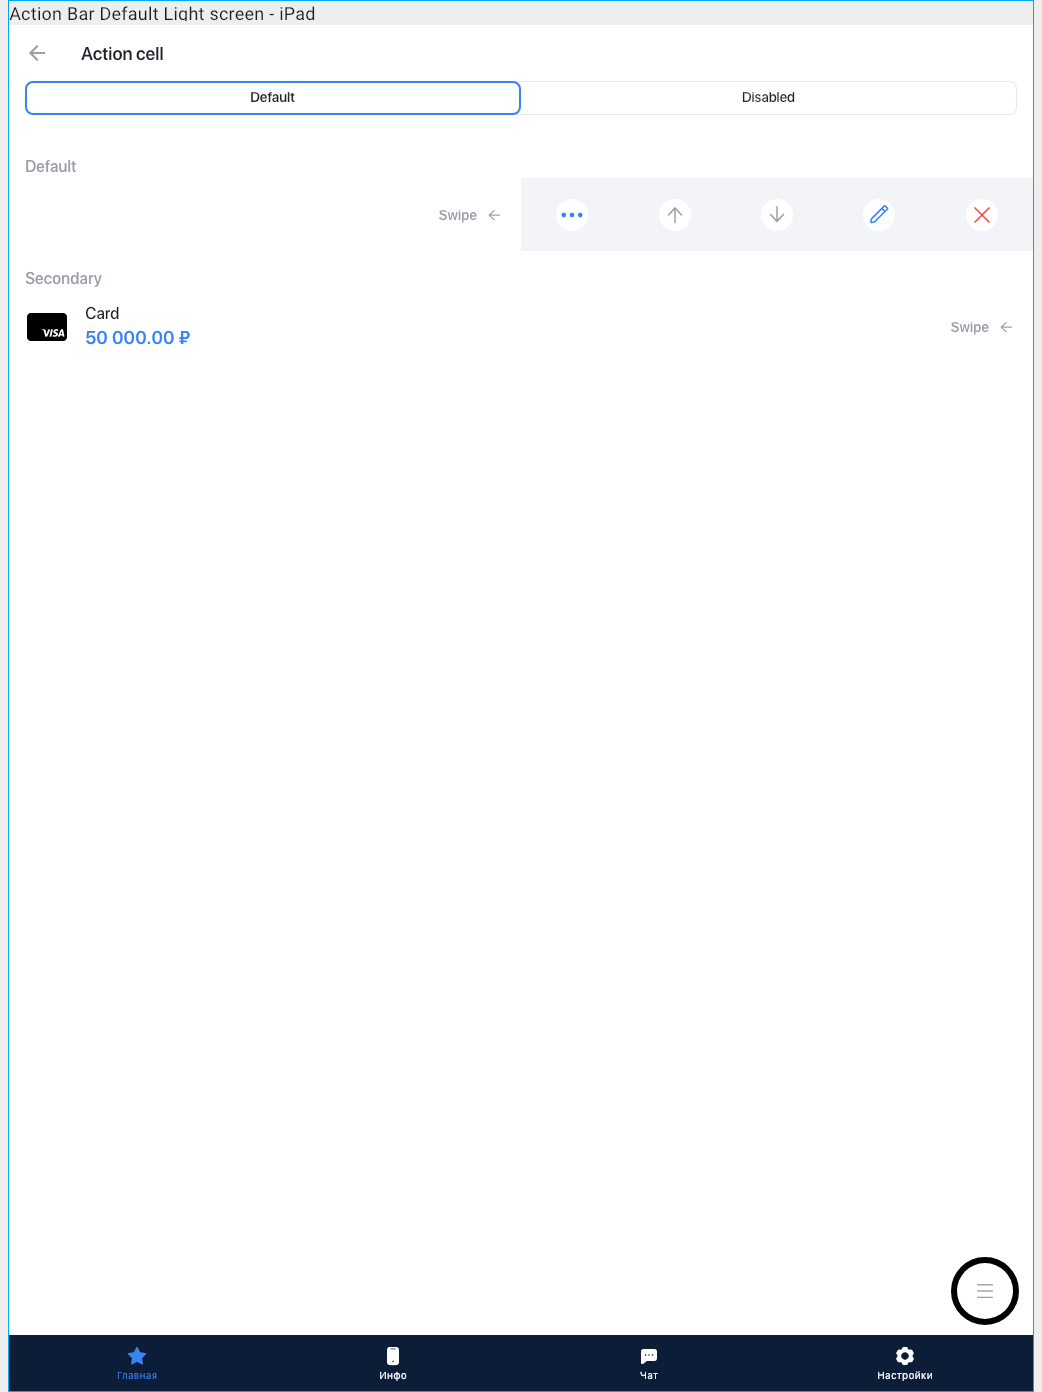 Action Bar Default Light screen - iPad
Action cell
Default
Disabled
Default
Swipe
Secondary
VISA
Card
50 000.00 ₽
Swipe
Главная
Инфо
Чат
Настройки